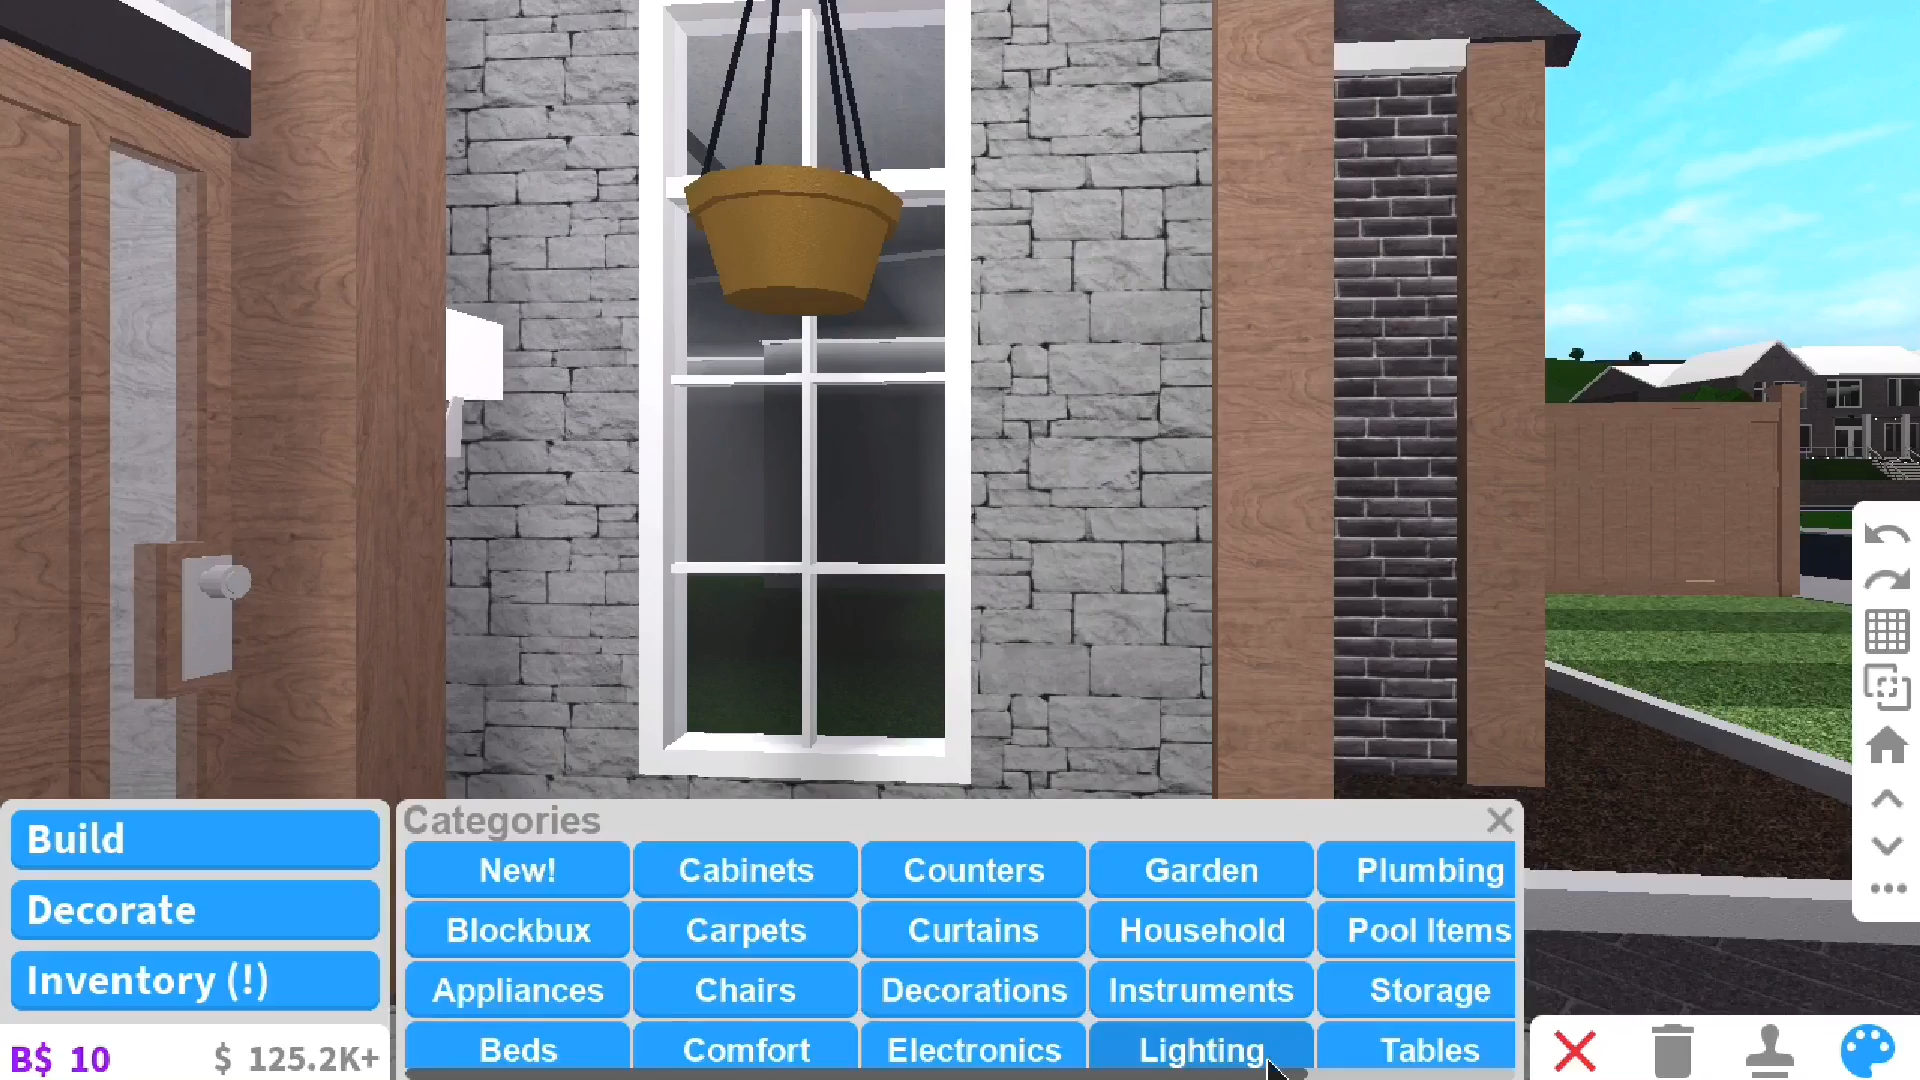 Build
Decorate
Inventory (!)
B$ 10
$ 125.2K+
Categories
New!
Cabinets
Counters
Garden
Plumbing
Blockbux
Carpets
Curtains
Household
Pool Items
Appliances
Chairs
Decorations
Instruments
Storage
Beds
Comfort
Electronics
Lighting
Tables